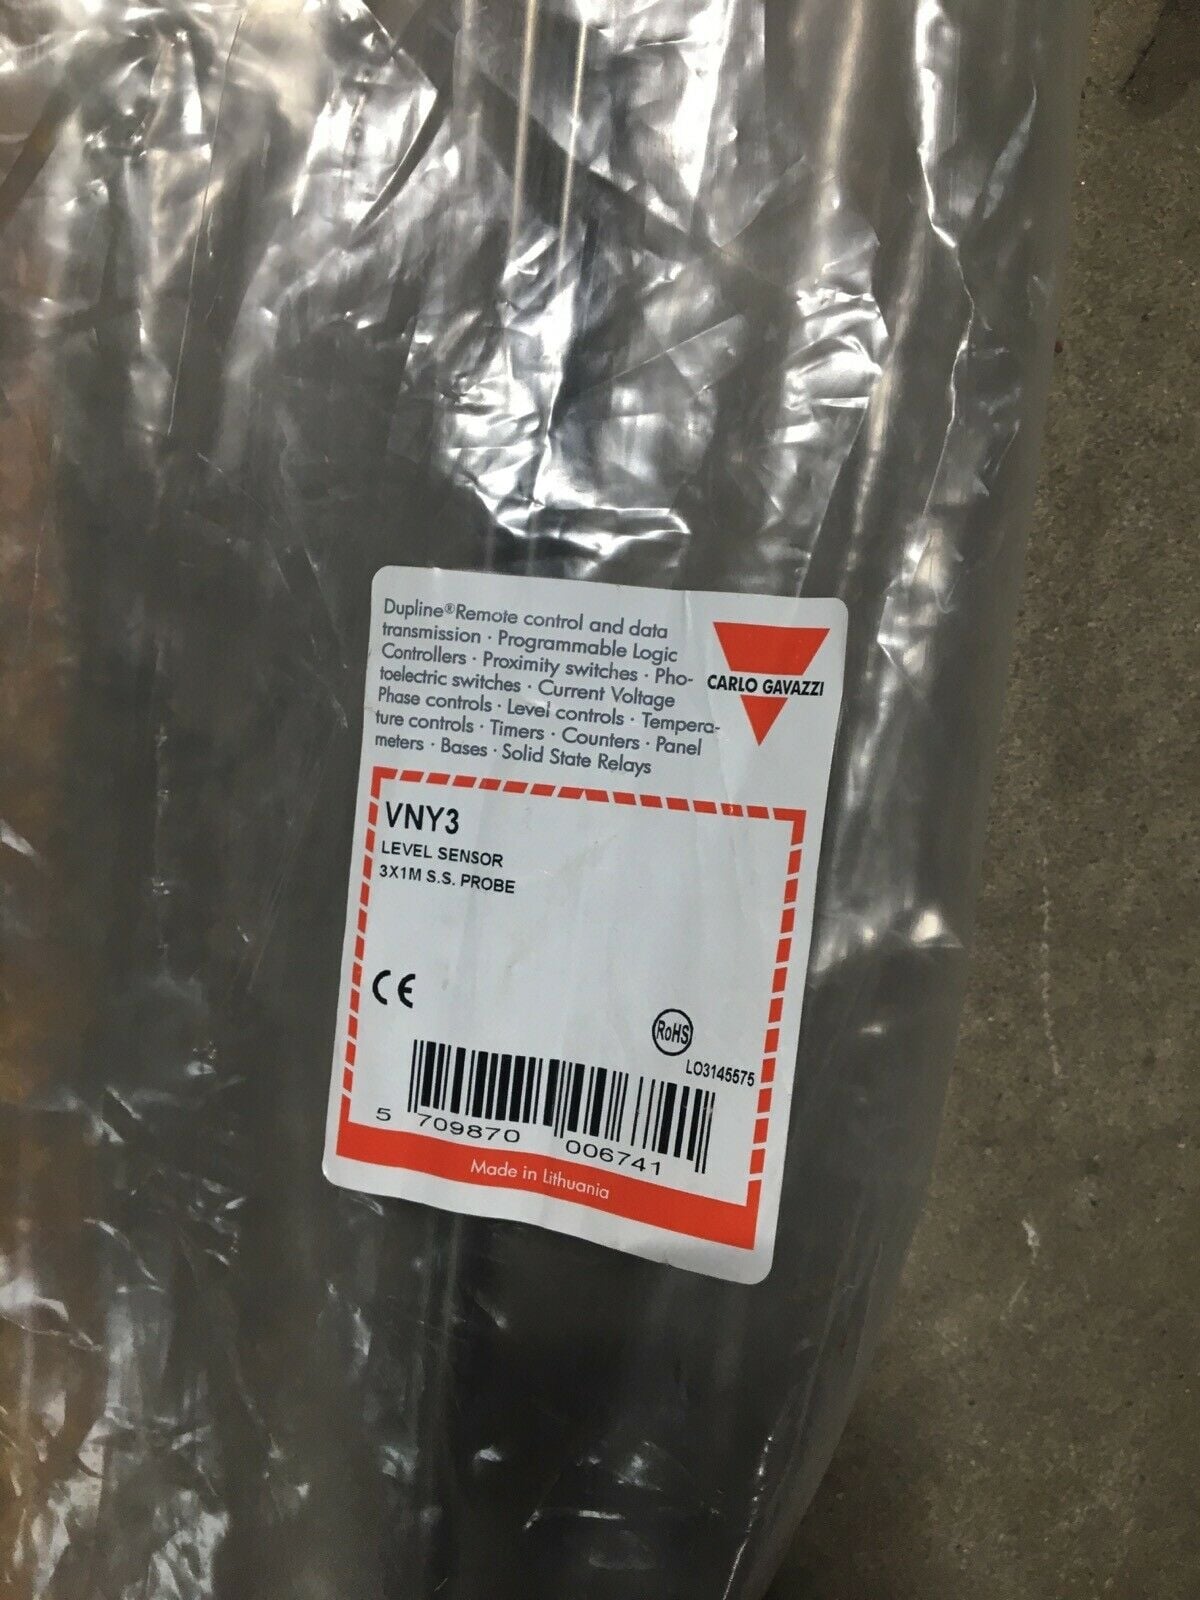 Dupline®Remote control and data
transmission · Programmable Logic
Controllers · Proximity switches · Pho-
toelectric switches · Current Voltage
Phase controls · Level controls · Tempera-
ture controls · Timers · Counters · Panel
meters · Bases · Solid State Relays
CARLO GAVAZZI
VNY3
LEVEL SENSOR
3X1M S.S. PROBE
CE
RoHS
LO3145575
5 709870 006741
Made in Lithuania